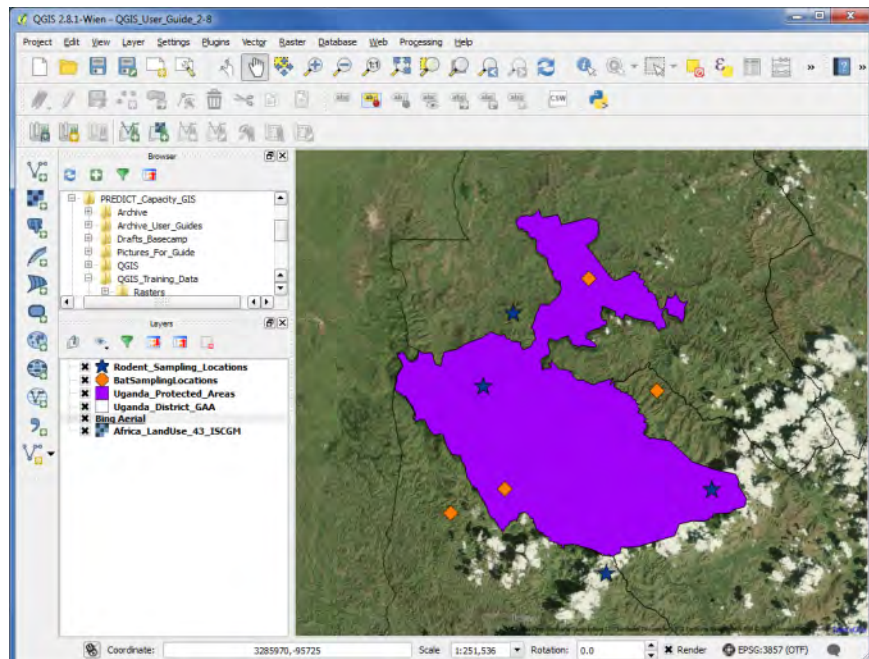 QGIS 2.8.1-Wien - QGIS_User_Guide_2-8
Project Edit View Layer Settings Plugins Vector Raster Database Web Processing Help
CSW
Browser
PREDICT_Capacity_GIS
Archive
Archive_User_Guides
Drafts_Basecamp
Pictures_For_Guide
QGIS
QGIS_Training_Data
Rasters
Layers
Rodent_Sampling_Locations
BatSamplingLocations
Uganda_Protected_Areas
Uganda_District_GAA
Bing Aerial
Africa_LandUse_43_ISCGM
Coordinate: 3285970,-95725 Scale 1:251,536 Rotation: 0.0 Render EPSG:3857 (OTF)